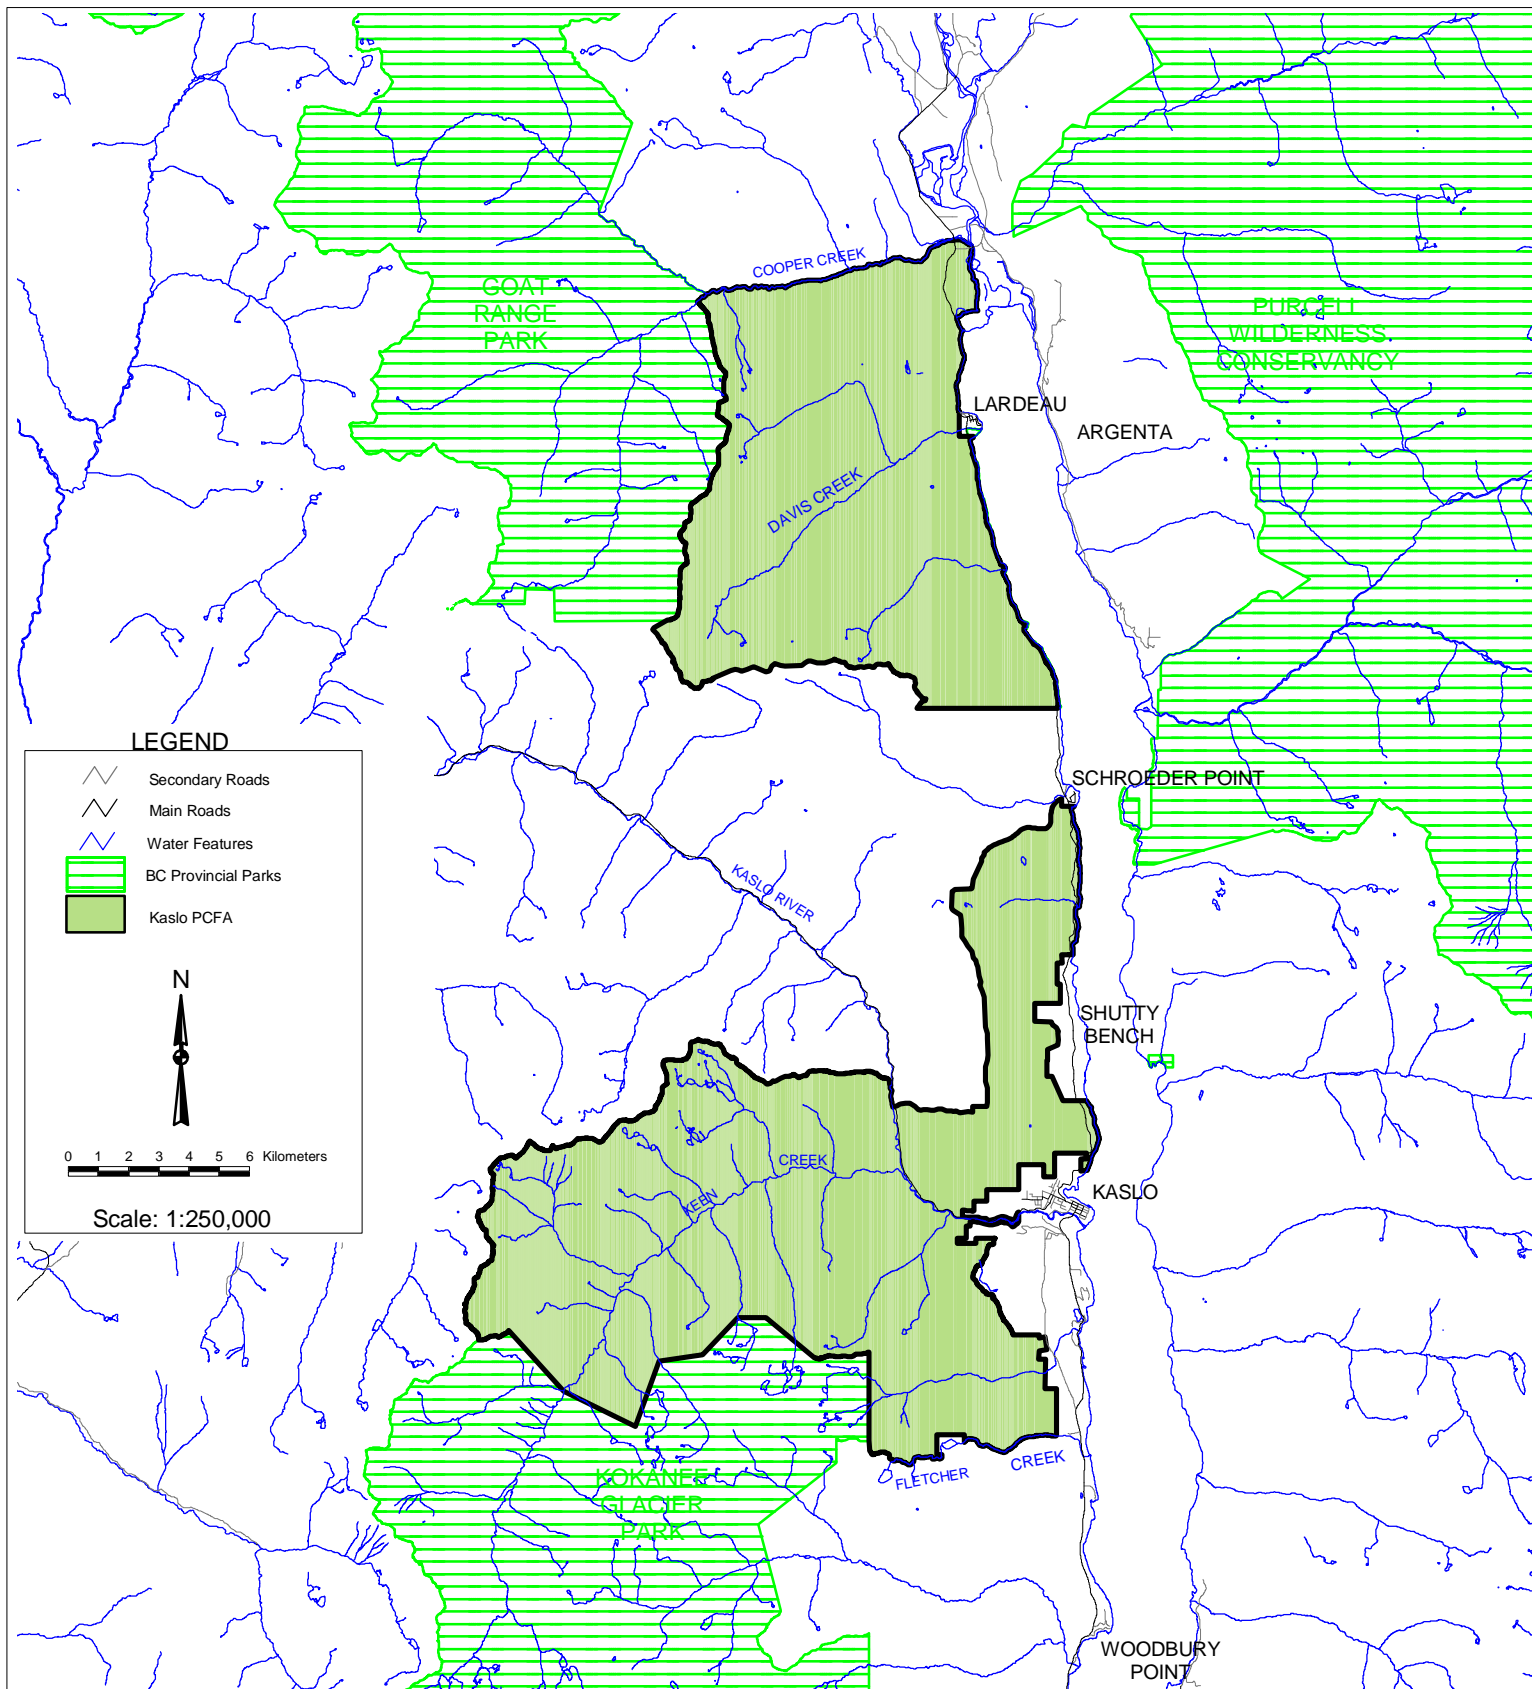 COOPER CREEK
GOAT
RANGE
PARK
PURCELL
WILDERNESS
CONSERVANCY
LARDEAU
ARGENTA
DAVIS CREEK
LEGEND
Secondary Roads
Main Roads
Water Features
BC Provincial Parks
Kaslo PCFA
N
0 1 2 3 4 5 6 Kilometers
Scale: 1:250,000
SCHROEDER POINT
KASLO RIVER
SHUTTY
BENCH
KEEN CREEK
KASLO
FLETCHER CREEK
KOKANEE
GLACIER
PARK
WOODBURY
POINT